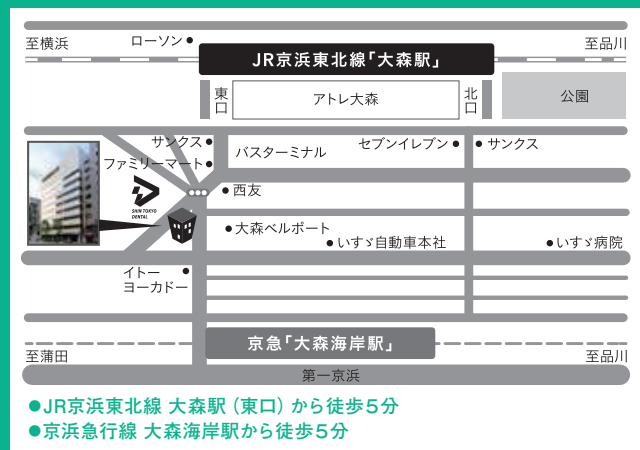 至横浜
ローソン
至品川
JR京浜東北線「大森駅」
東口
アトレ大森
北口
公園
サンクス
ファミリーマート
バスターミナル
セブンイレブン
サンクス
SHIN TOKYO
DENTAL
西友
大森ベルポート
いすゞ自動車本社
いすゞ病院
イトー
ヨーカドー
京急「大森海岸駅」
至蒲田
至品川
第一京浜
●JR京浜東北線 大森駅（東口）から徒歩5分
●京浜急行線 大森海岸駅から徒歩5分